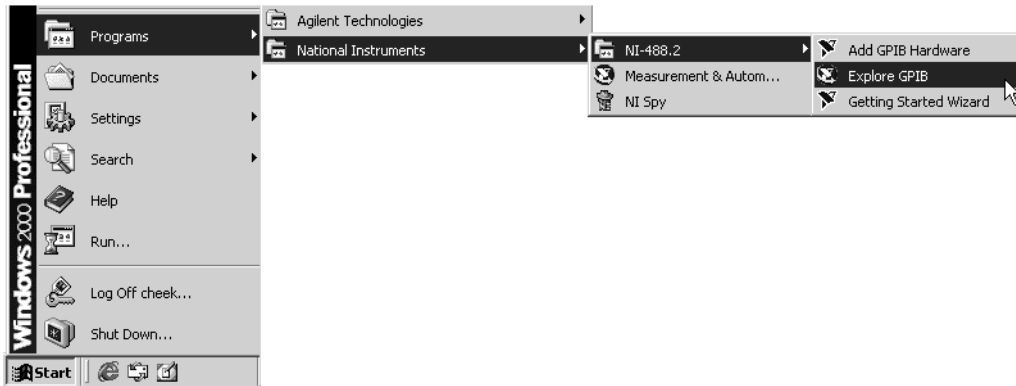 Windows 2000 Professional
Programs
Documents
Settings
Search
Help
Run...
Log Off cheek...
Shut Down...
Start
Agilent Technologies
National Instruments
NI-488.2
Measurement & Autom...
NI Spy
Add GPIB Hardware
Explore GPIB
Getting Started Wizard